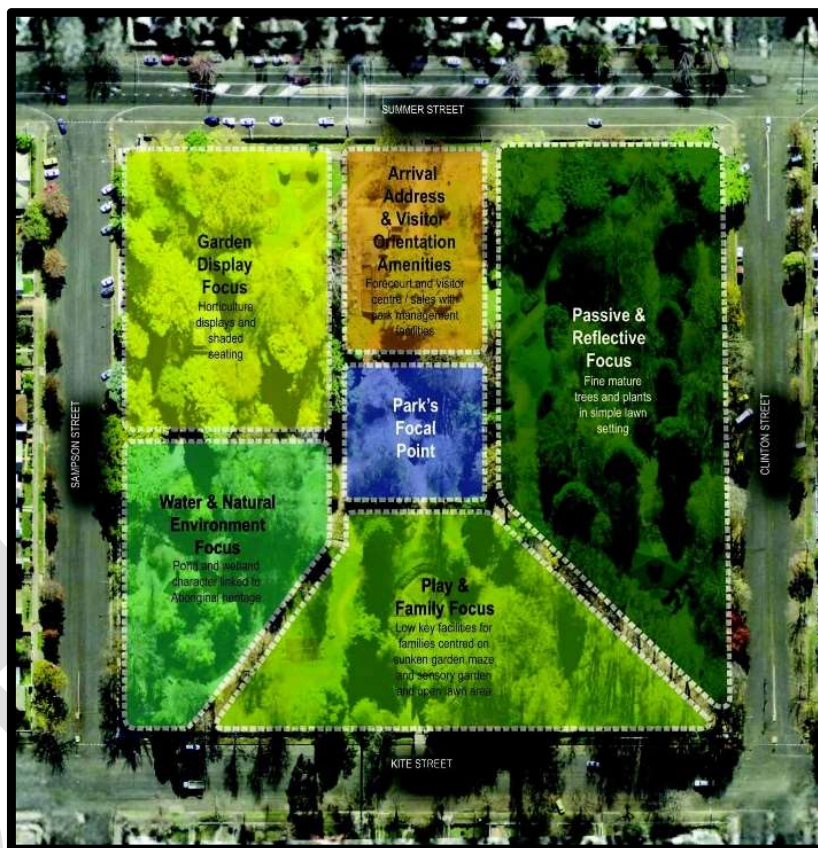 SUMMER STREET
Garden
Display
Focus
Horticulture
displays and
shaded
seating
Arrival
Address
& Visitor
Orientation
Amenities
Forecourt and visitor
centre / sales with
park management
facilities
Passive &
Reflective
Focus
Fine mature
trees and plants
in simple lawn
setting
Park's
Focal
Point
SAMPSON STREET
CLINTON STREET
Water & Natural
Environment
Focus
Pond and wetland
character linked to
Aboriginal heritage
Play &
Family Focus
Low key facilities for
families centred on
sunken garden maze
and sensory garden
and open lawn area
KITE STREET